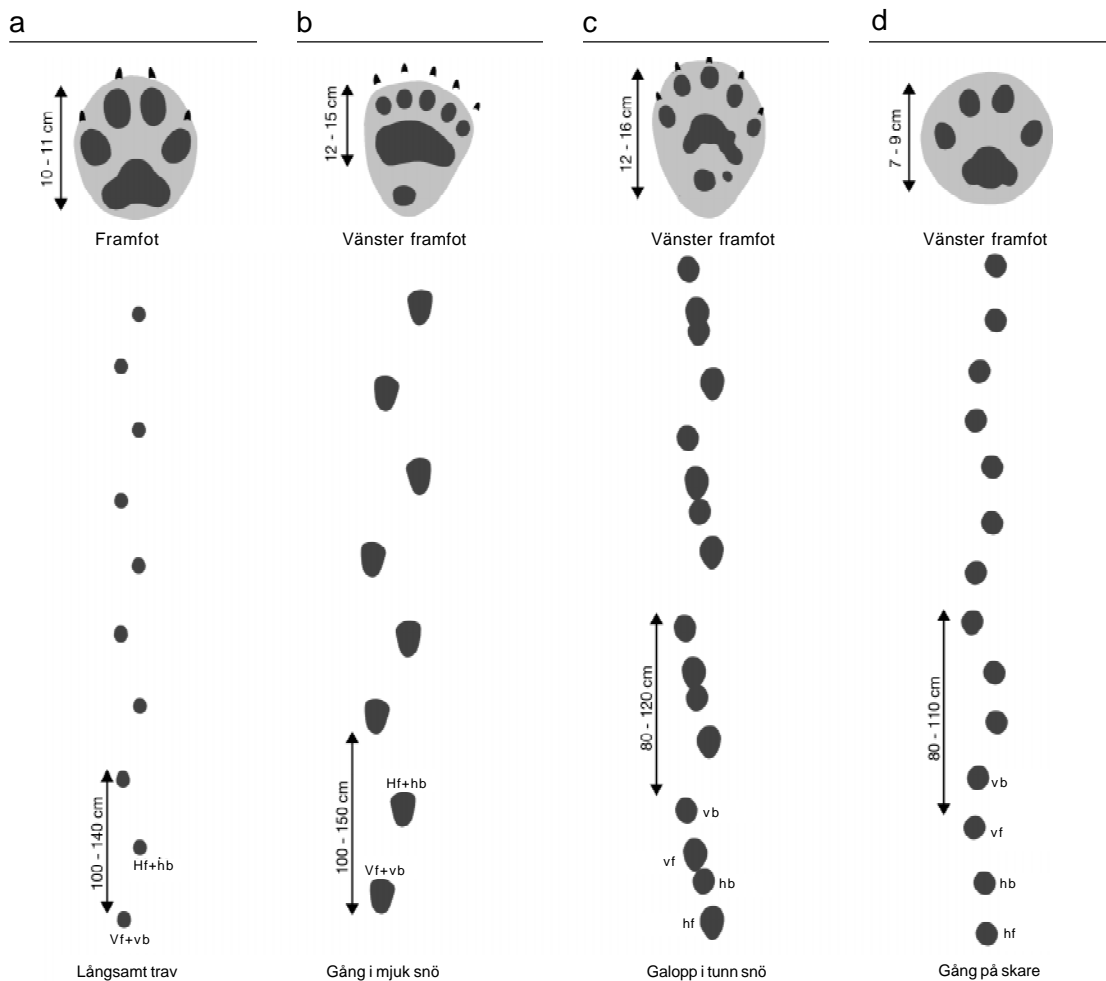 a
b
c
d
10 - 11 cm
12 - 15 cm
12 - 16 cm
7 - 9 cm
Framfot
Vänster framfot
Vänster framfot
Vänster framfot
100 - 140 cm
Hf+hb
Vf+vb
100 - 150 cm
Hf+hb
Vf+vb
80 - 120 cm
vb
vf
hb
hf
80 - 110 cm
vb
vf
hb
hf
Långsamt trav
Gång i mjuk snö
Galopp i tunn snö
Gång på skare